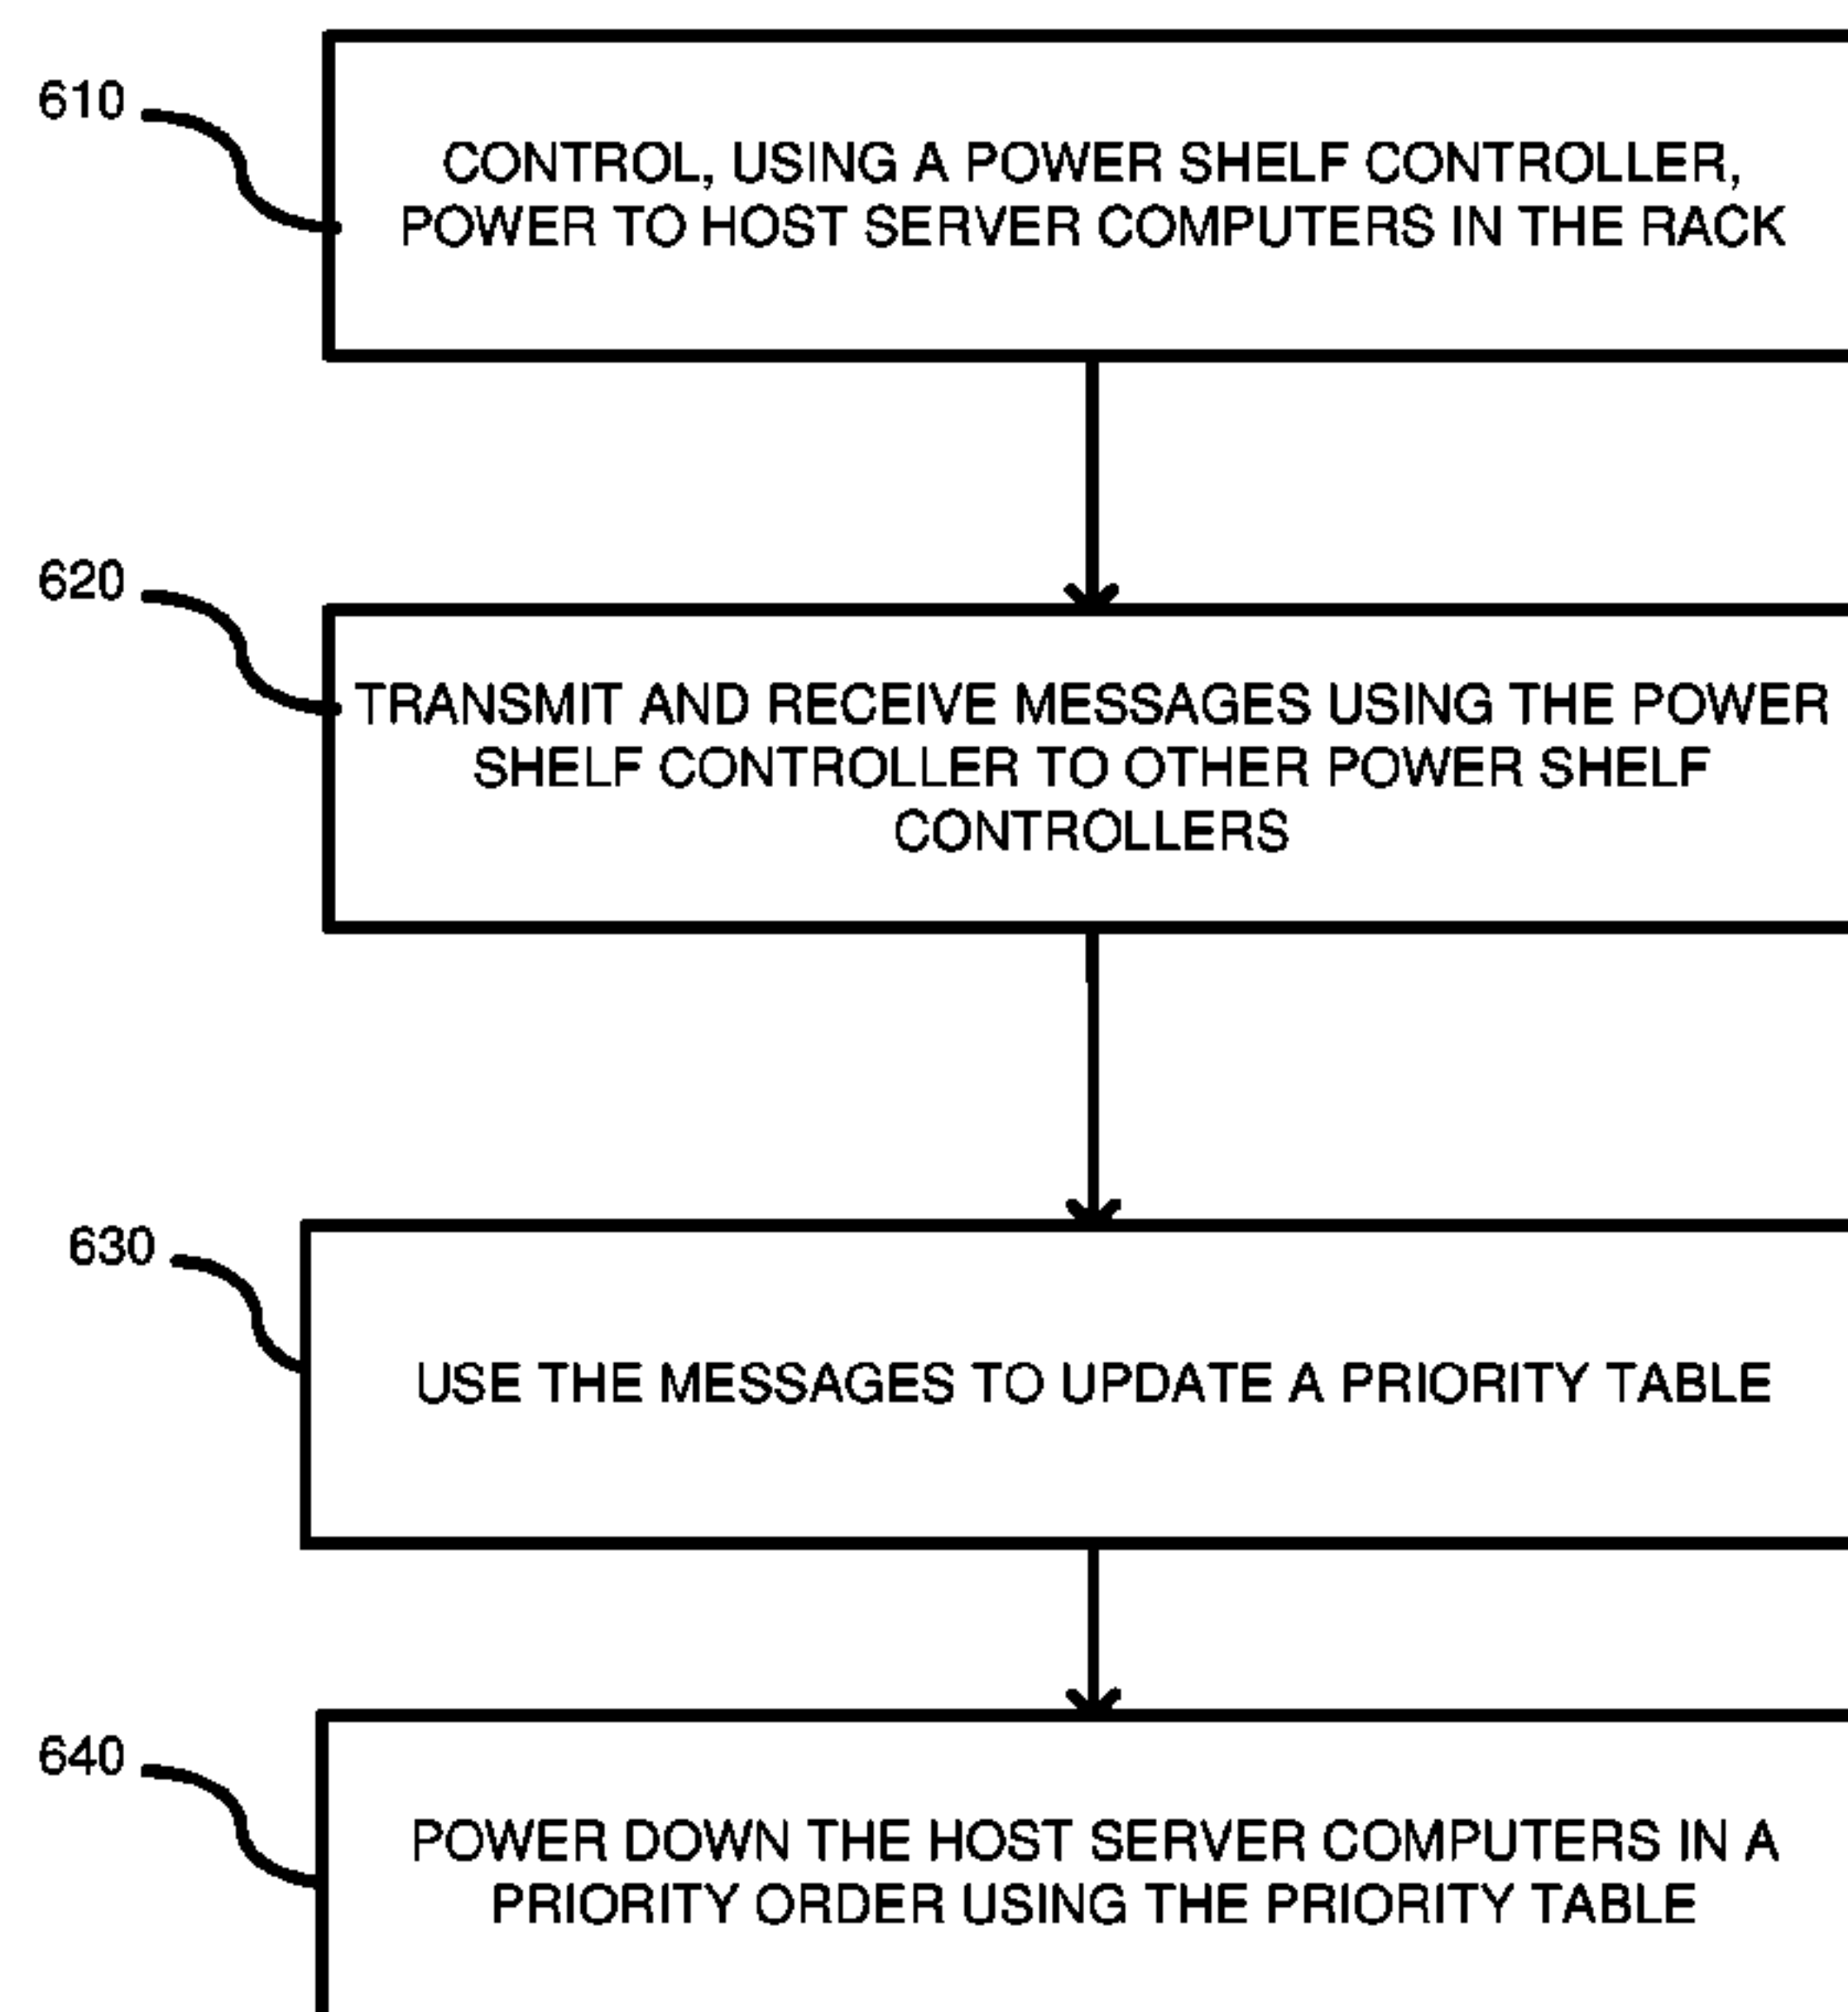 610
CONTROL, USING A POWER SHELF CONTROLLER,
POWER TO HOST SERVER COMPUTERS IN THE RACK
620
TRANSMIT AND RECEIVE MESSAGES USING THE POWER
SHELF CONTROLLER TO OTHER POWER SHELF
CONTROLLERS
630
USE THE MESSAGES TO UPDATE A PRIORITY TABLE
640
POWER DOWN THE HOST SERVER COMPUTERS IN A
PRIORITY ORDER USING THE PRIORITY TABLE